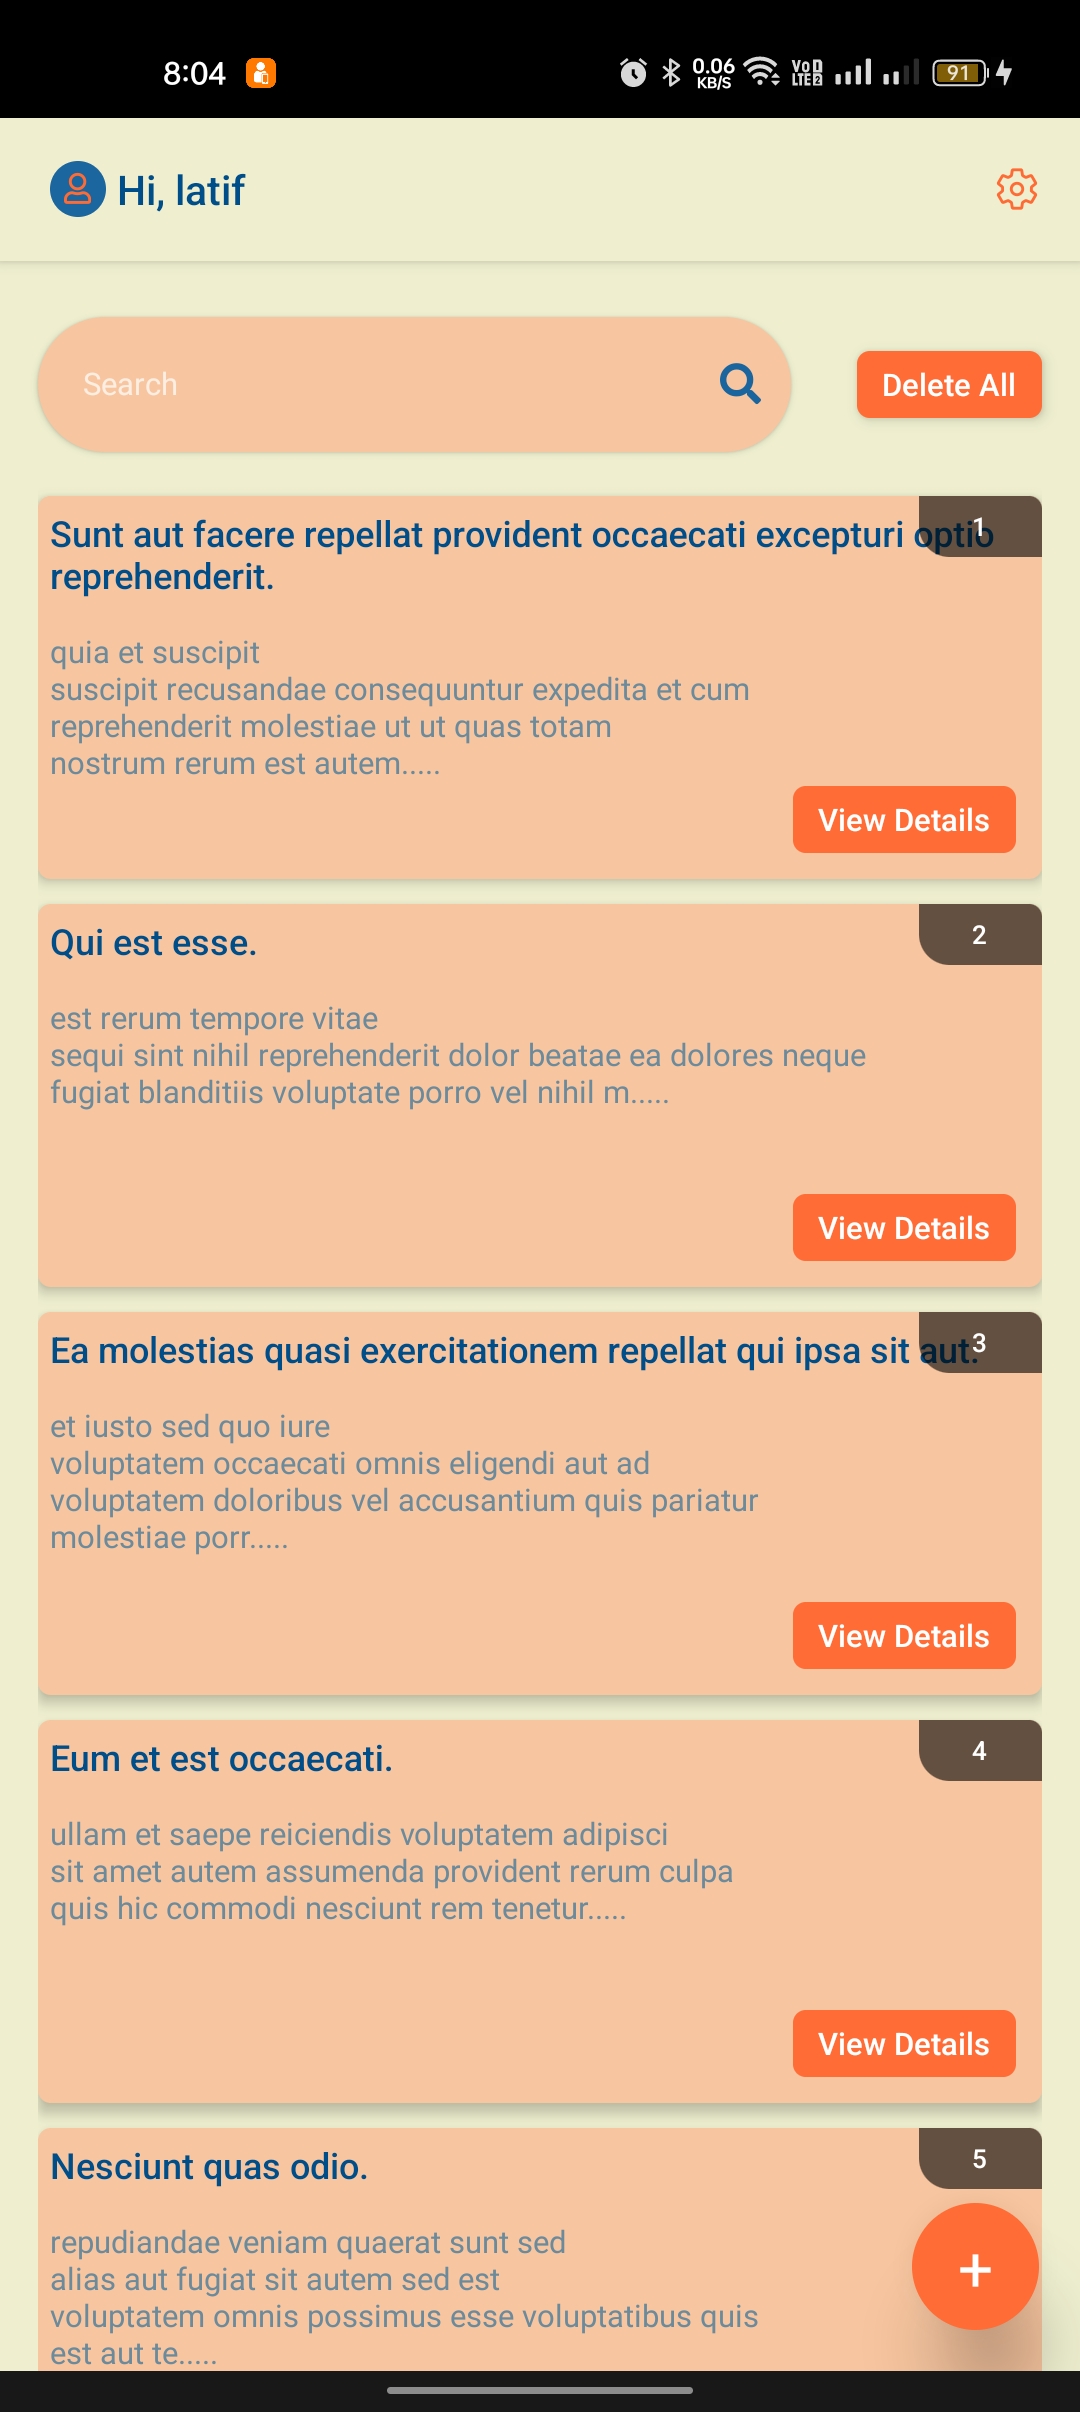 8:04
0.06
KB/S
Vo
LTE2
91
Hi, latif
Search
Delete All
1
Sunt aut facere repellat provident occaecati excepturi optio
reprehenderit.
quia et suscipit
suscipit recusandae consequuntur expedita et cum
reprehenderit molestiae ut ut quas totam
nostrum rerum est autem.....
View Details
2
Qui est esse.
est rerum tempore vitae
sequi sint nihil reprehenderit dolor beatae ea dolores neque
fugiat blanditiis voluptate porro vel nihil m.....
View Details
3
Ea molestias quasi exercitationem repellat qui ipsa sit aut.
et iusto sed quo iure
voluptatem occaecati omnis eligendi aut ad
voluptatem doloribus vel accusantium quis pariatur
molestiae porr.....
View Details
4
Eum et est occaecati.
ullam et saepe reiciendis voluptatem adipisci
sit amet autem assumenda provident rerum culpa
quis hic commodi nesciunt rem tenetur.....
View Details
5
Nesciunt quas odio.
repudiandae veniam quaerat sunt sed
alias aut fugiat sit autem sed est
voluptatem omnis possimus esse voluptatibus quis
est aut te.....
+